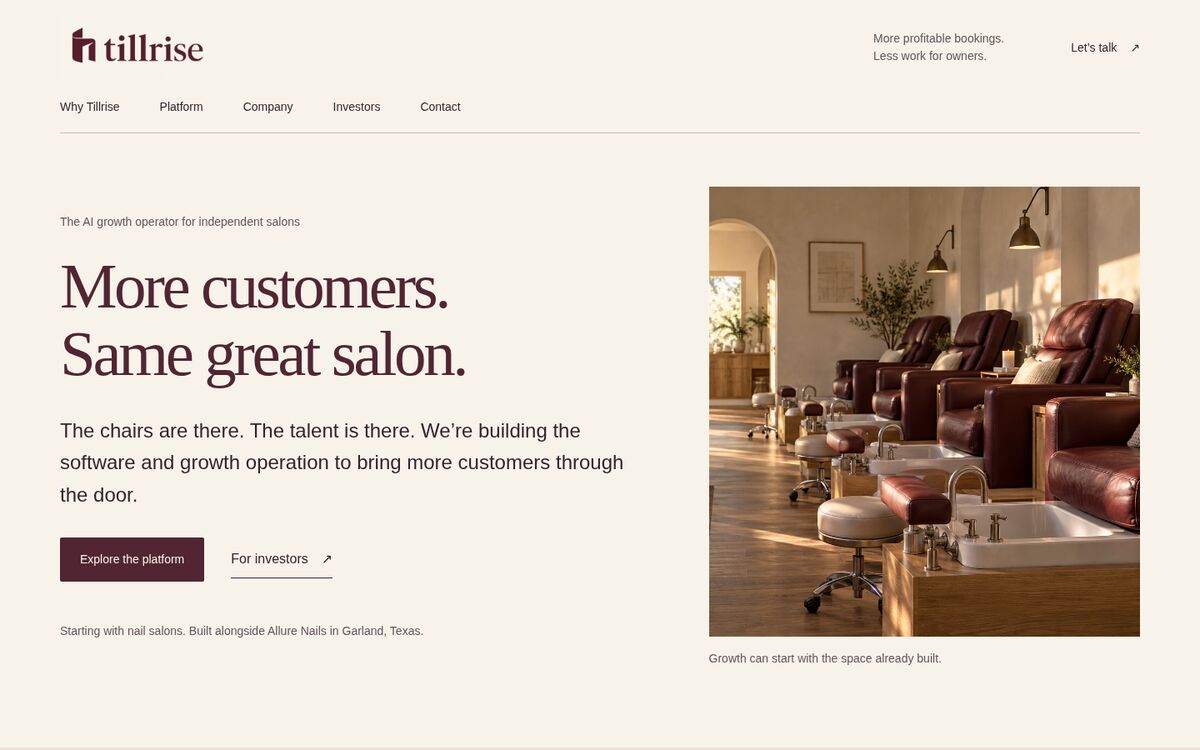 tillrise
More profitable bookings.
Less work for owners.
Let's talk ↗
Why Tillrise
Platform
Company
Investors
Contact
The AI growth operator for independent salons
More customers.
Same great salon.
The chairs are there. The talent is there. We’re building the
software and growth operation to bring more customers through
the door.
Explore the platform
For investors ↗
Starting with nail salons. Built alongside Allure Nails in Garland, Texas.
Growth can start with the space already built.